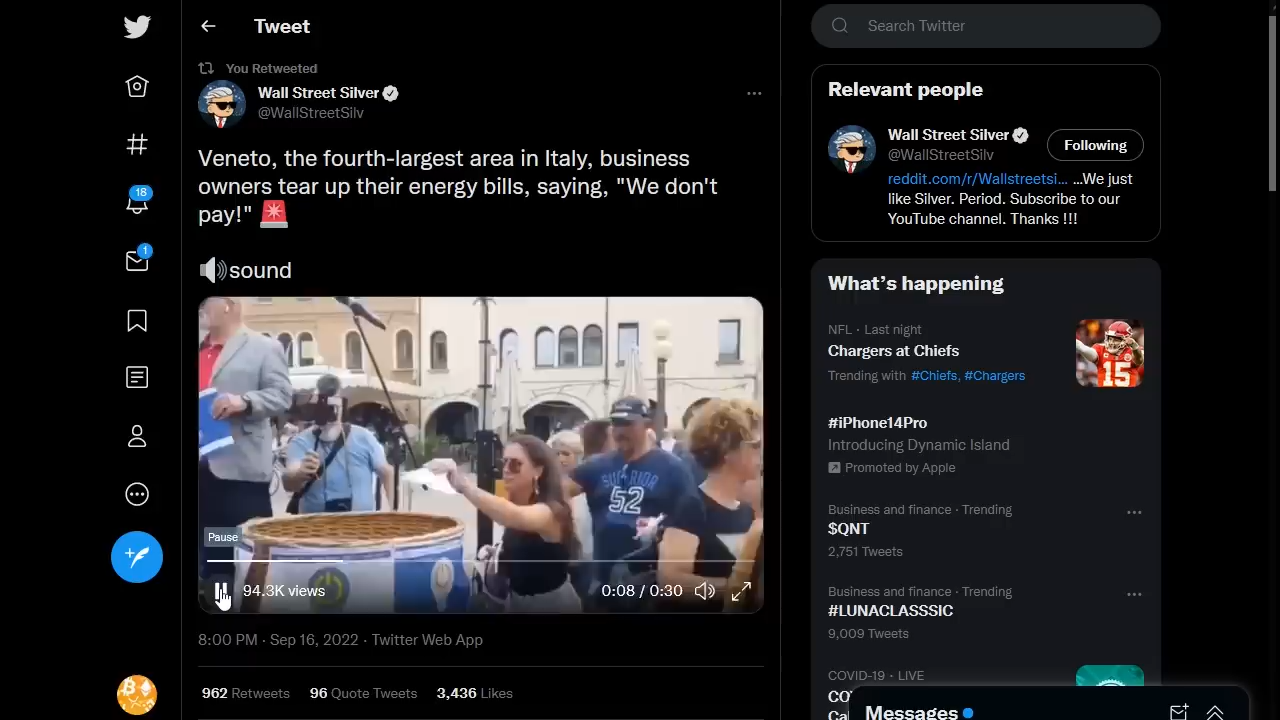 Tweet
You Retweeted
Wall Street Silver
@WallStreetSilv
Veneto, the fourth-largest area in Italy, business
owners tear up their energy bills, saying, "We don't
pay!"
sound
SUPERIOR
52
Pause
94.3K views
0:08 / 0:30
8:00 PM · Sep 16, 2022 · Twitter Web App
962 Retweets 96 Quote Tweets 3,436 Likes
18
1
Search Twitter
Relevant people
Wall Street Silver
@WallStreetSilv
Following
reddit.com/r/Wallstreetsi... ...We just
like Silver. Period. Subscribe to our
YouTube channel. Thanks !!!
What's happening
NFL · Last night
Chargers at Chiefs
Trending with #Chiefs, #Chargers
15
#iPhone14Pro
Introducing Dynamic Island
Promoted by Apple
Business and finance · Trending
$QNT
2,751 Tweets
Business and finance · Trending
#LUNACLASSSIC
9,009 Tweets
COVID-19 · LIVE
Messages